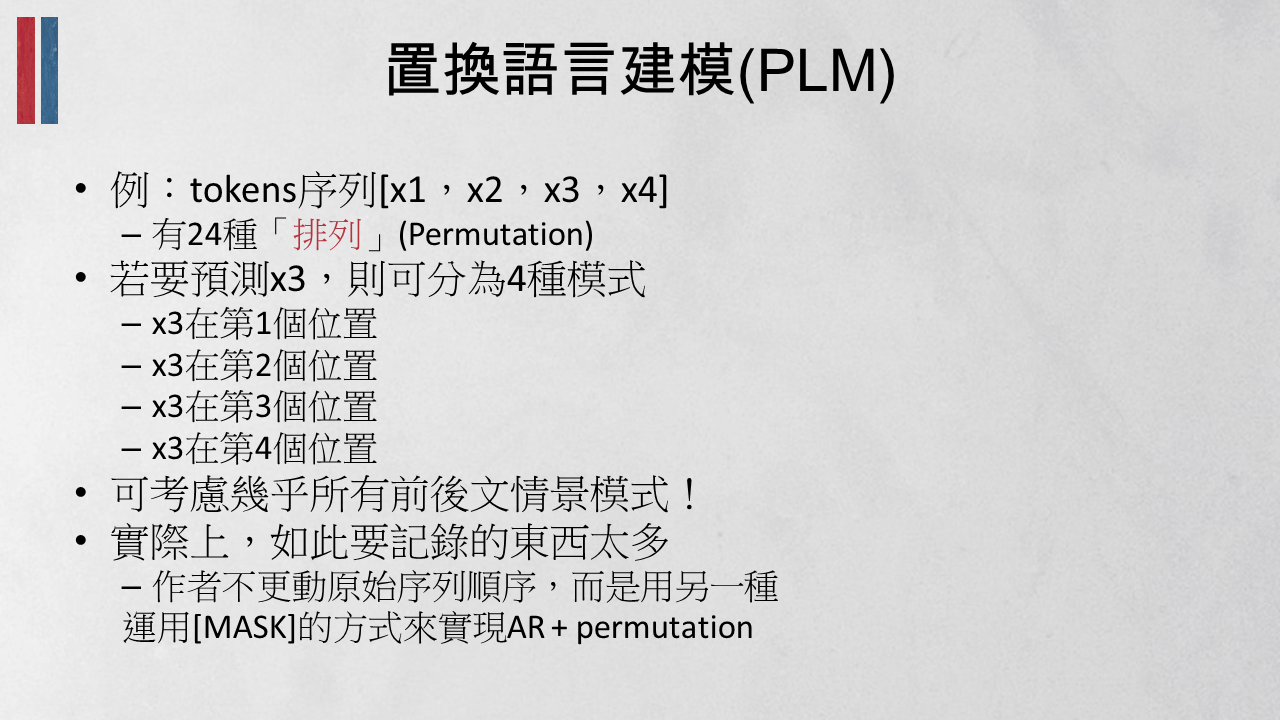 置換語言建模(PLM)
• 例：tokens序列[x1，x2，x3，x4]
– 有24種「排列」(Permutation)
• 若要預測x3，則可分為4種模式
– x3在第1個位置
– x3在第2個位置
– x3在第3個位置
– x3在第4個位置
• 可考慮幾乎所有前後文情景模式！
• 實際上，如此要記錄的東西太多
– 作者不更動原始序列順序，而是用另一種
運用[MASK]的方式來實現AR + permutation